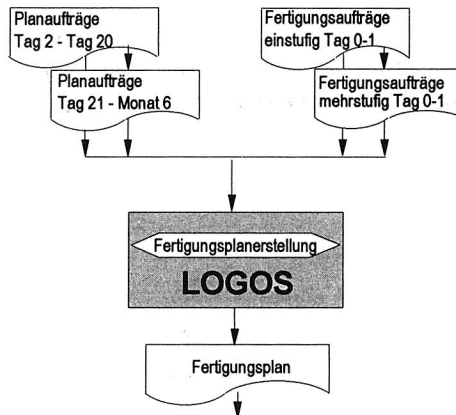 Planaufträge
Tag 2 - Tag 20
Planaufträge
Tag 21 - Monat 6
Fertigungsaufträge
einstufig Tag 0-1
Fertigungsaufträge
mehrstufig Tag 0-1
Fertigungsplanerstellung
LOGOS
Fertigungsplan